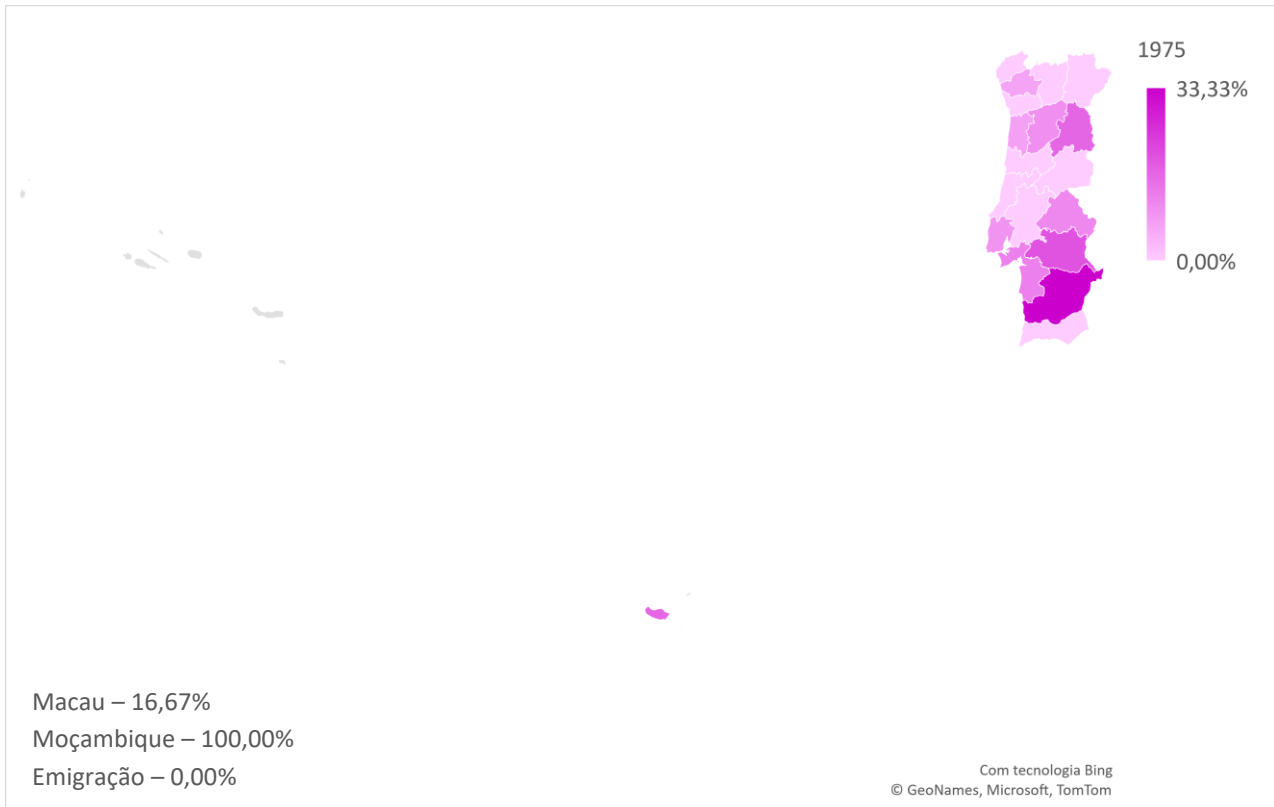 1975
33,33%
0,00%
Macau – 16,67%
Moçambique – 100,00%
Emigração – 0,00%
Com tecnologia Bing
© GeoNames, Microsoft, TomTom